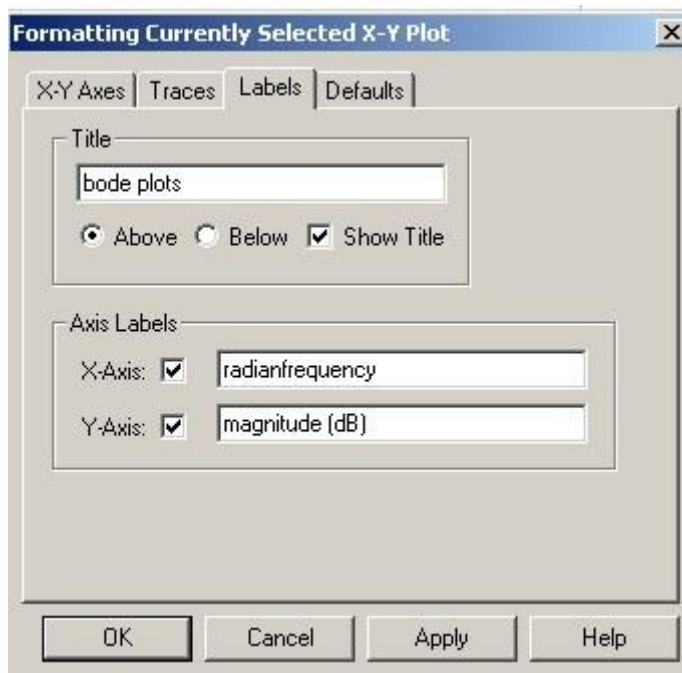 Formatting Currently Selected X-Y Plot
X-Y Axes Traces Labels Defaults
Title
bode plots
Above Below Show Title
Axis Labels
X-Axis: radianfrequency
Y-Axis: magnitude (dB)
OK Cancel Apply Help